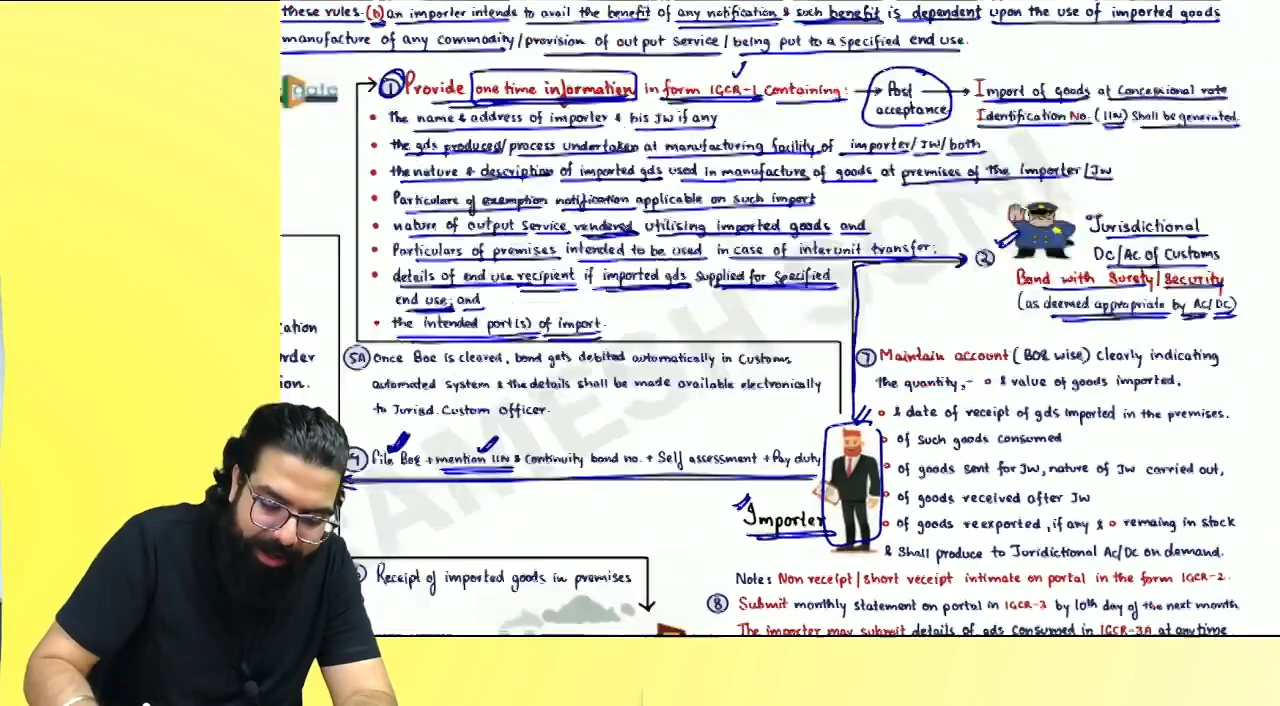 these rules. (b) an importer intends to avail the benefit of any notification & such benefit is dependent upon the use of imported goods
manufacture of any commodity/provision of output service/being put to a specified end use.
① Provide one time information in form IGCR-1 containing:
Post
acceptance
Import of goods at concessional rate
Identification No. (IIN) Shall be generated.
• the name & address of importer & his JW if any
• the gds produced/process undertaken at manufacturing facility of importer/JW/both
• the nature & description of imported gds used in manufacture of goods at premises of the Importer/JW
• Particulars of exemption notification applicable on such import
• nature of output service rendered utilising imported goods and
• Particulars of premises intended to be used in case of interunit transfer;
• details of end use recipient if imported gds supplied for specified
end use; and
• the intended port(s) of import.
②
Jurisdictional
Dc/Ac of Customs
Bond with Surety/Security
(as deemed appropriate by AC/DC)
cation
order
ion.
5A Once Boe is cleared, bond gets debited automatically in Customs
automated system & the details shall be made available electronically
to Jurisd. Custom officer.
④ File Boe + mention IIN & Continuity bond no. + Self assessment + Pay duty
Importer
Receipt of imported goods in premises
⑦ Maintain account (BOE wise) clearly indicating
the quantity,- o & value of goods imported.
o & date of receipt of gds imported in the premises.
o of such goods consumed
o of goods sent for JW, nature of JW carried out,
o of goods received after JW
o of goods reexported, if any & o remaing in stock
& Shall produce to Juridictional Ac/Dc on demand.
Note: Non receipt/short receipt intimate on portal in the form IGCR-2.
⑧ Submit monthly statement on portal in IGCR-3 by 10th day of the next month
The importer may submit details of gds consumed in IGCR-3A at anytime
AMESH SONI